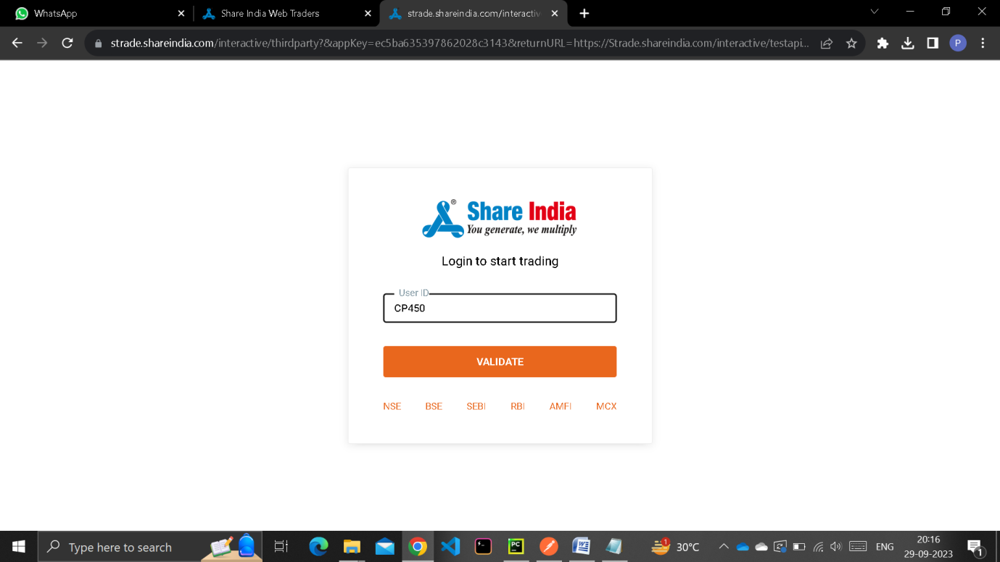 WhatsApp
Share India Web Traders
strade.shareindia.com/interactiv
strade.shareindia.com/interactive/thirdparty?&appKey=ec5ba635397862028c3143&returnURL=https://Strade.shareindia.com/interactive/testapi...
P
®
Share India
You generate, we multiply
Login to start trading
User ID
CP450
VALIDATE
NSE BSE SEBI RBI AMFI MCX
Type here to search
PC
W
1
30°C
ENG
20:16
29-09-2023
1